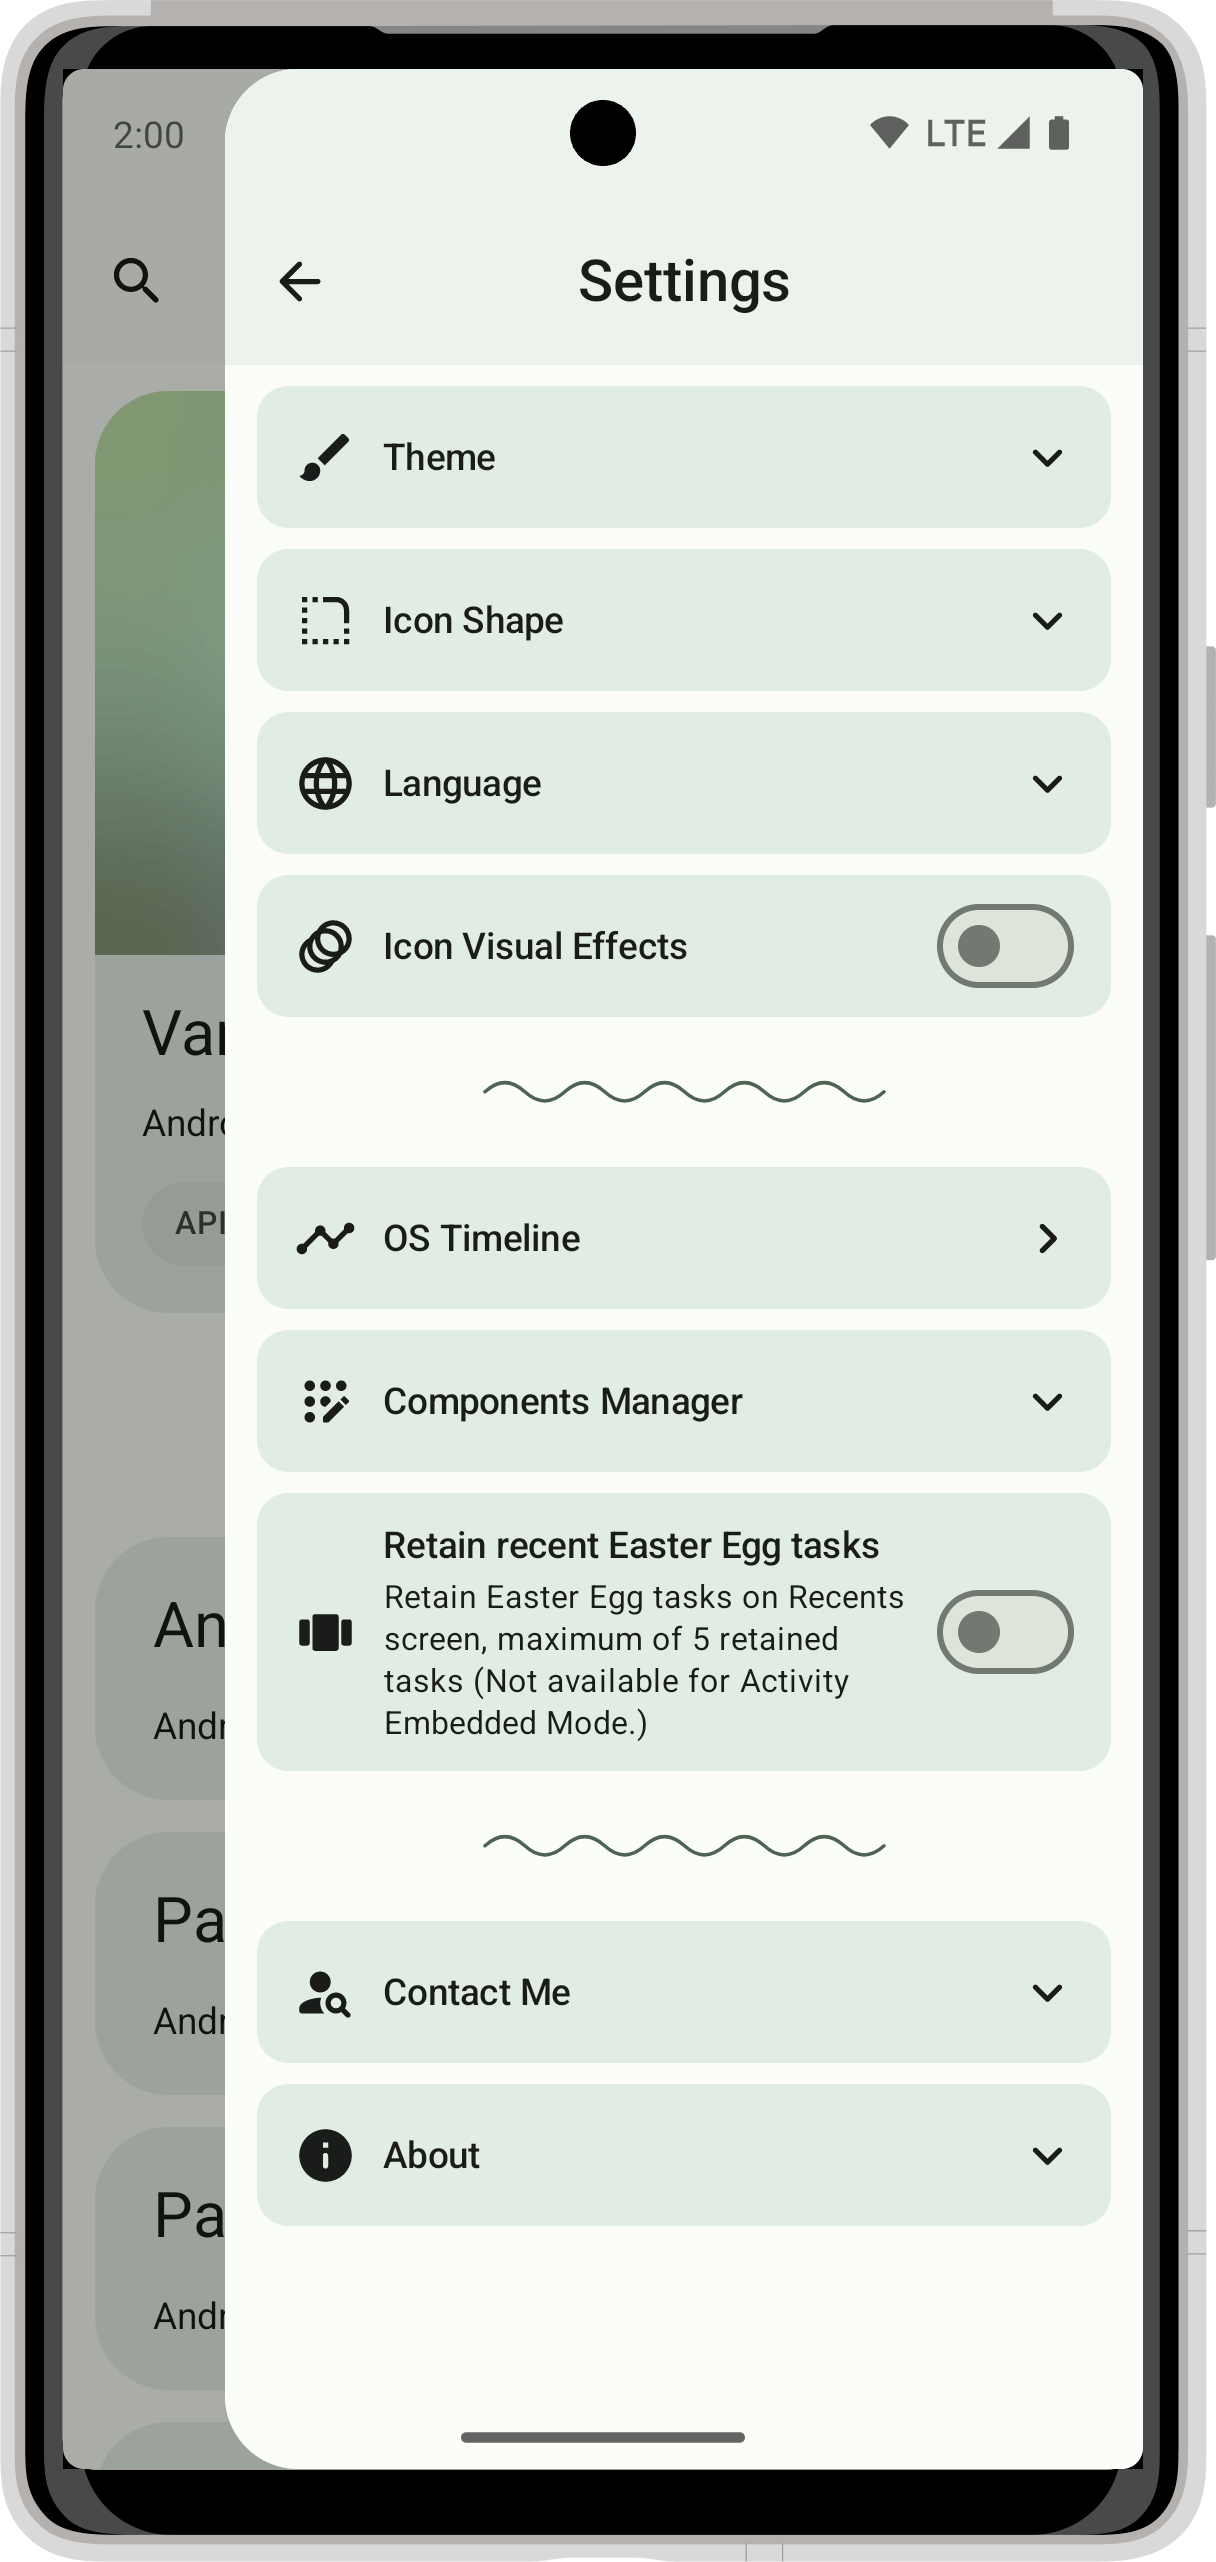 2:00
LTE
Settings
Theme
Icon Shape
Language
Icon Visual Effects
OS Timeline
Components Manager
Retain recent Easter Egg tasks
Retain Easter Egg tasks on Recents
screen, maximum of 5 retained
tasks (Not available for Activity
Embedded Mode.)
Contact Me
About
API
An
Andr
Pa
Andr
Pa
Andr